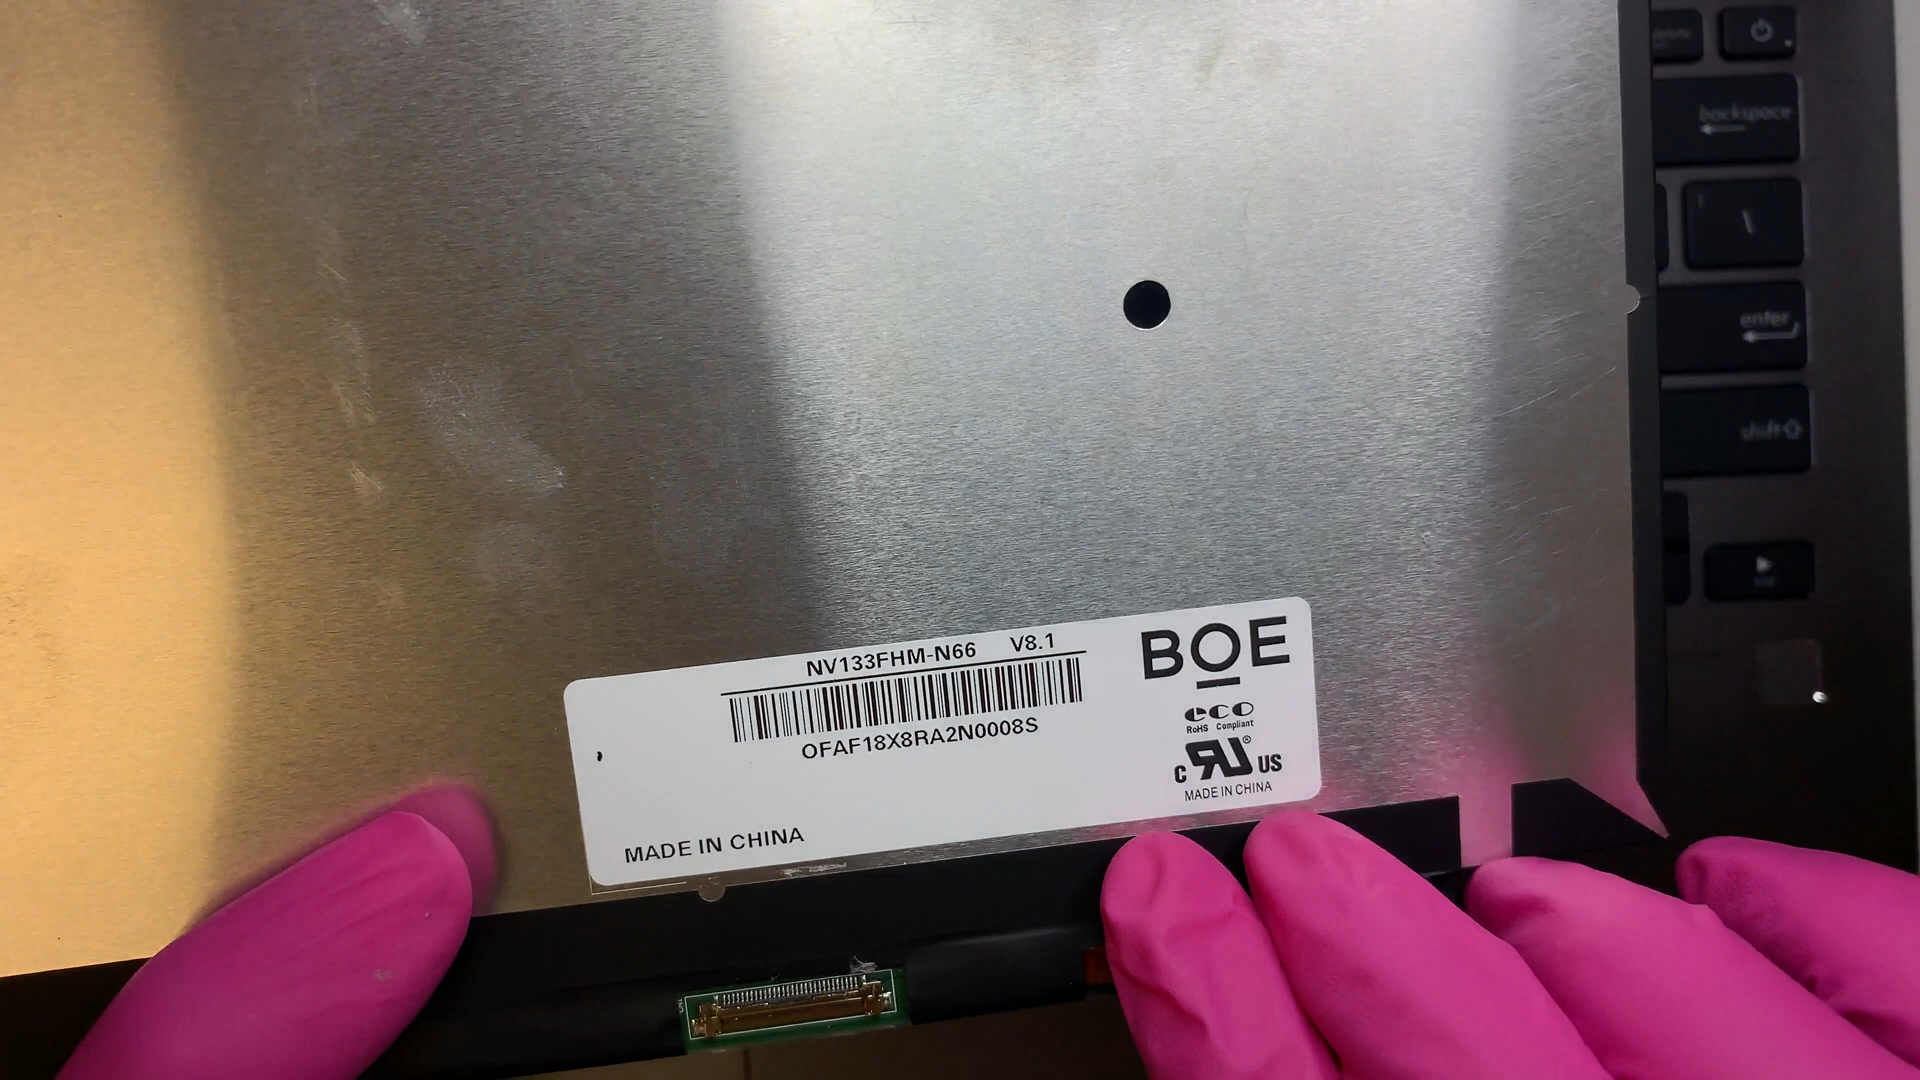 backspace
\
enter
shift
NV133FHM-N66 V8.1
OFAF18X8RA2N0008S
MADE IN CHINA
BOE
eco
RoHS Compliant
c RU® US
MADE IN CHINA